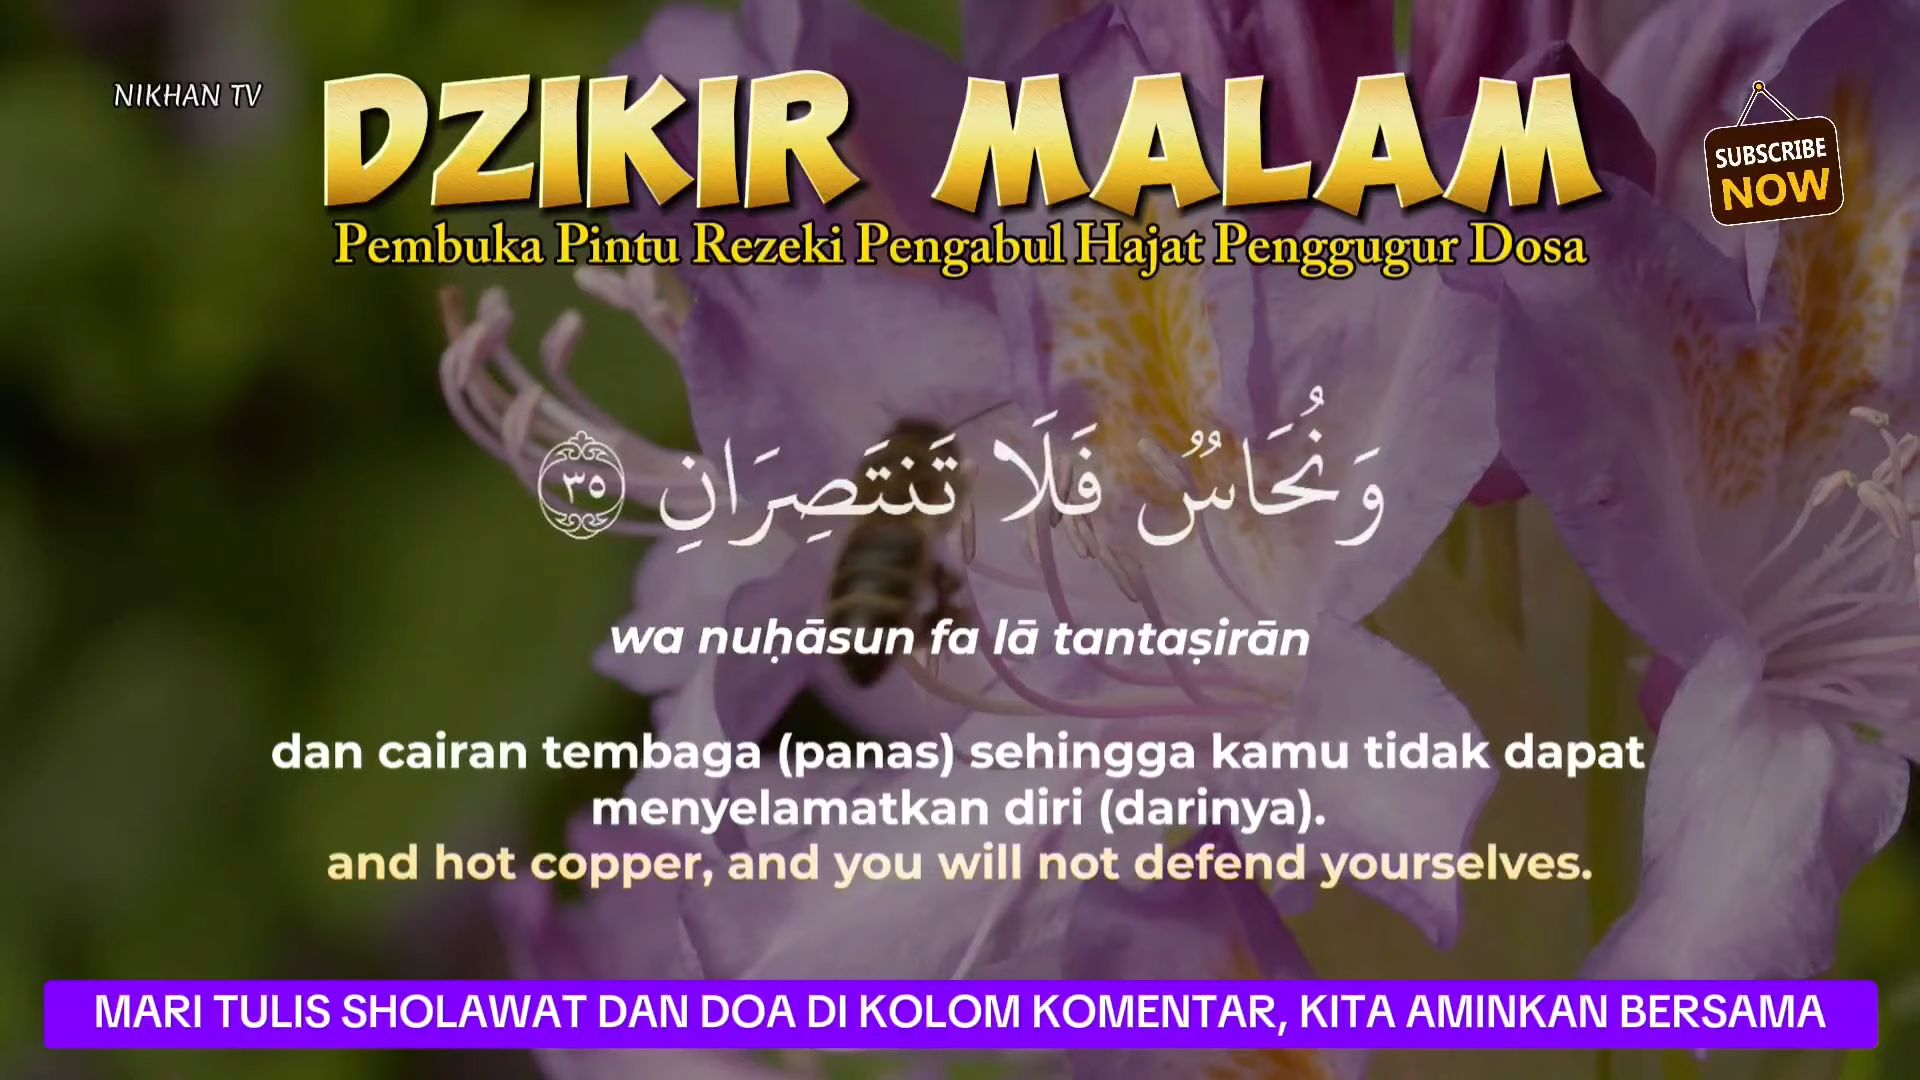 NIKHAN TV
DZIKIR MALAM
Pembuka Pintu Rezeki Pengabul Hajat Penggugur Dosa
SUBSCRIBE
NOW
وَنُحَاسٌ فَلَا تَنتَصِرَانِ ٣٥
wa nuḥāsun fa lā tantaṣirān
dan cairan tembaga (panas) sehingga kamu tidak dapat
menyelamatkan diri (darinya).
and hot copper, and you will not defend yourselves.
MARI TULIS SHOLAWAT DAN DOA DI KOLOM KOMENTAR, KITA AMINKAN BERSAMA